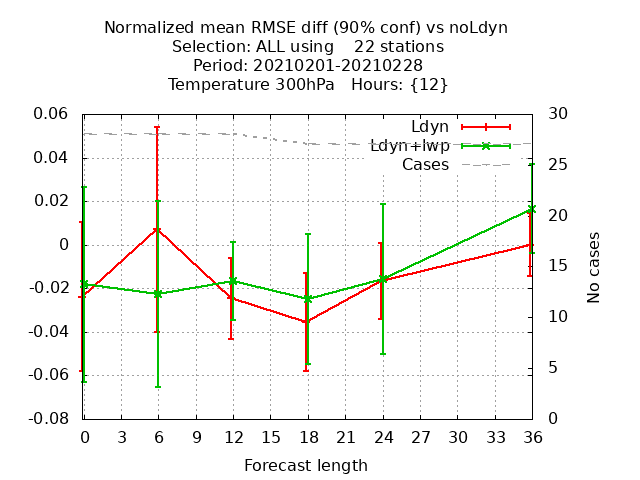 Normalized mean RMSE diff (90% conf) vs noLdyn
Selection: ALL using    22 stations
Period: 20210201-20210228
Temperature 300hPa   Hours: {12}
0.06
0.04
0.02
0
-0.02
-0.04
-0.06
-0.08
30
25
20
15
10
5
0
Ldyn
Ldyn+lwp
Cases
No cases
0 3 6 9 12 15 18 21 24 27 30 33 36
Forecast length